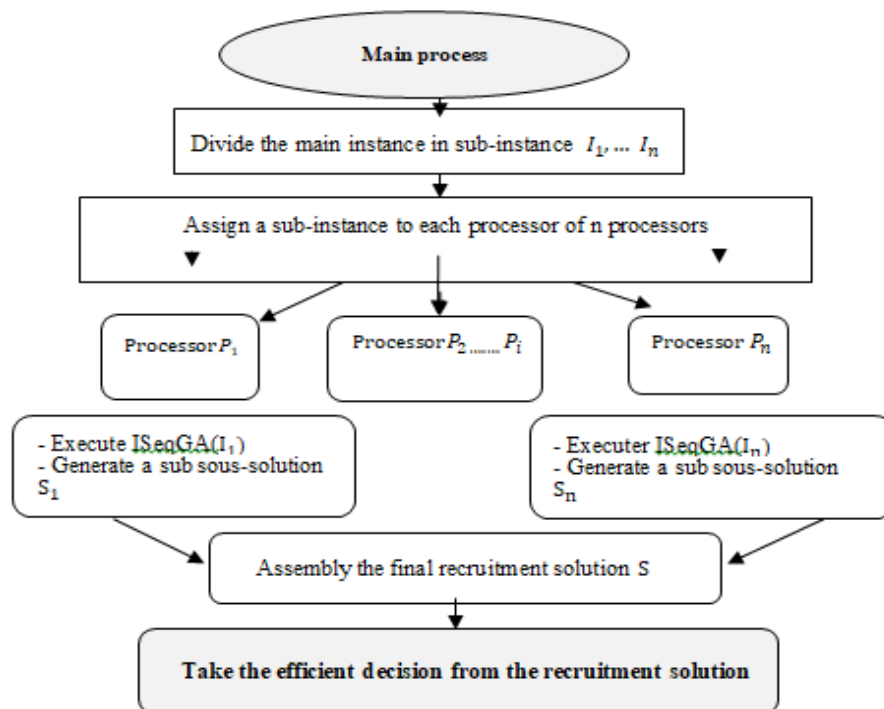 Main process
Divide the main instance in sub-instance I₁, ... Iₙ
Assign a sub-instance to each processor of n processors
Processor P₁
Processor P₂ ........ Pᵢ
Processor Pₙ
- Execute ISeqGA(I₁)
- Generate a sub sous-solution
S₁
- Executer ISeqGA(Iₙ)
- Generate a sub sous-solution
Sₙ
Assembly the final recruitment solution S
Take the efficient decision from the recruitment solution